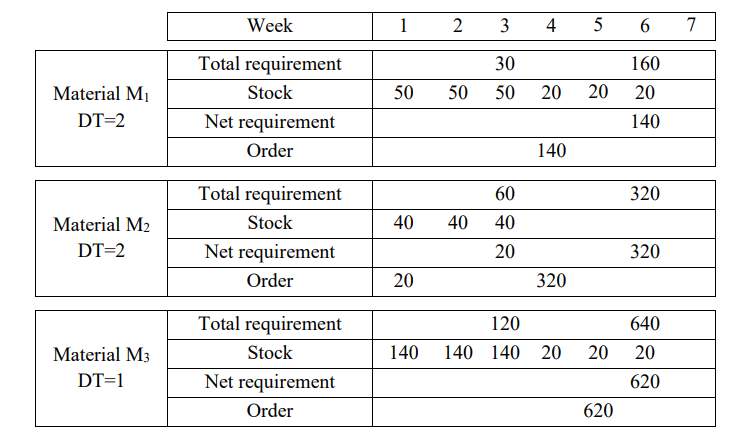 Week 1 2 3 4 5 6 7
Total requirement 30 160
Material M₁ Stock 50 50 50 20 20 20
DT=2 Net requirement 140
Order 140
Total requirement 60 320
Material M₂ Stock 40 40 40
DT=2 Net requirement 20 320
Order 20 320
Total requirement 120 640
Material M₃ Stock 140 140 140 20 20 20
DT=1 Net requirement 620
Order 620